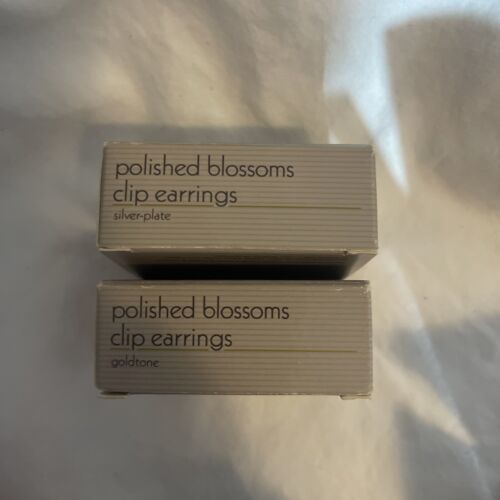 polished blossoms
clip earrings
silver-plate
polished blossoms
clip earrings
goldtone